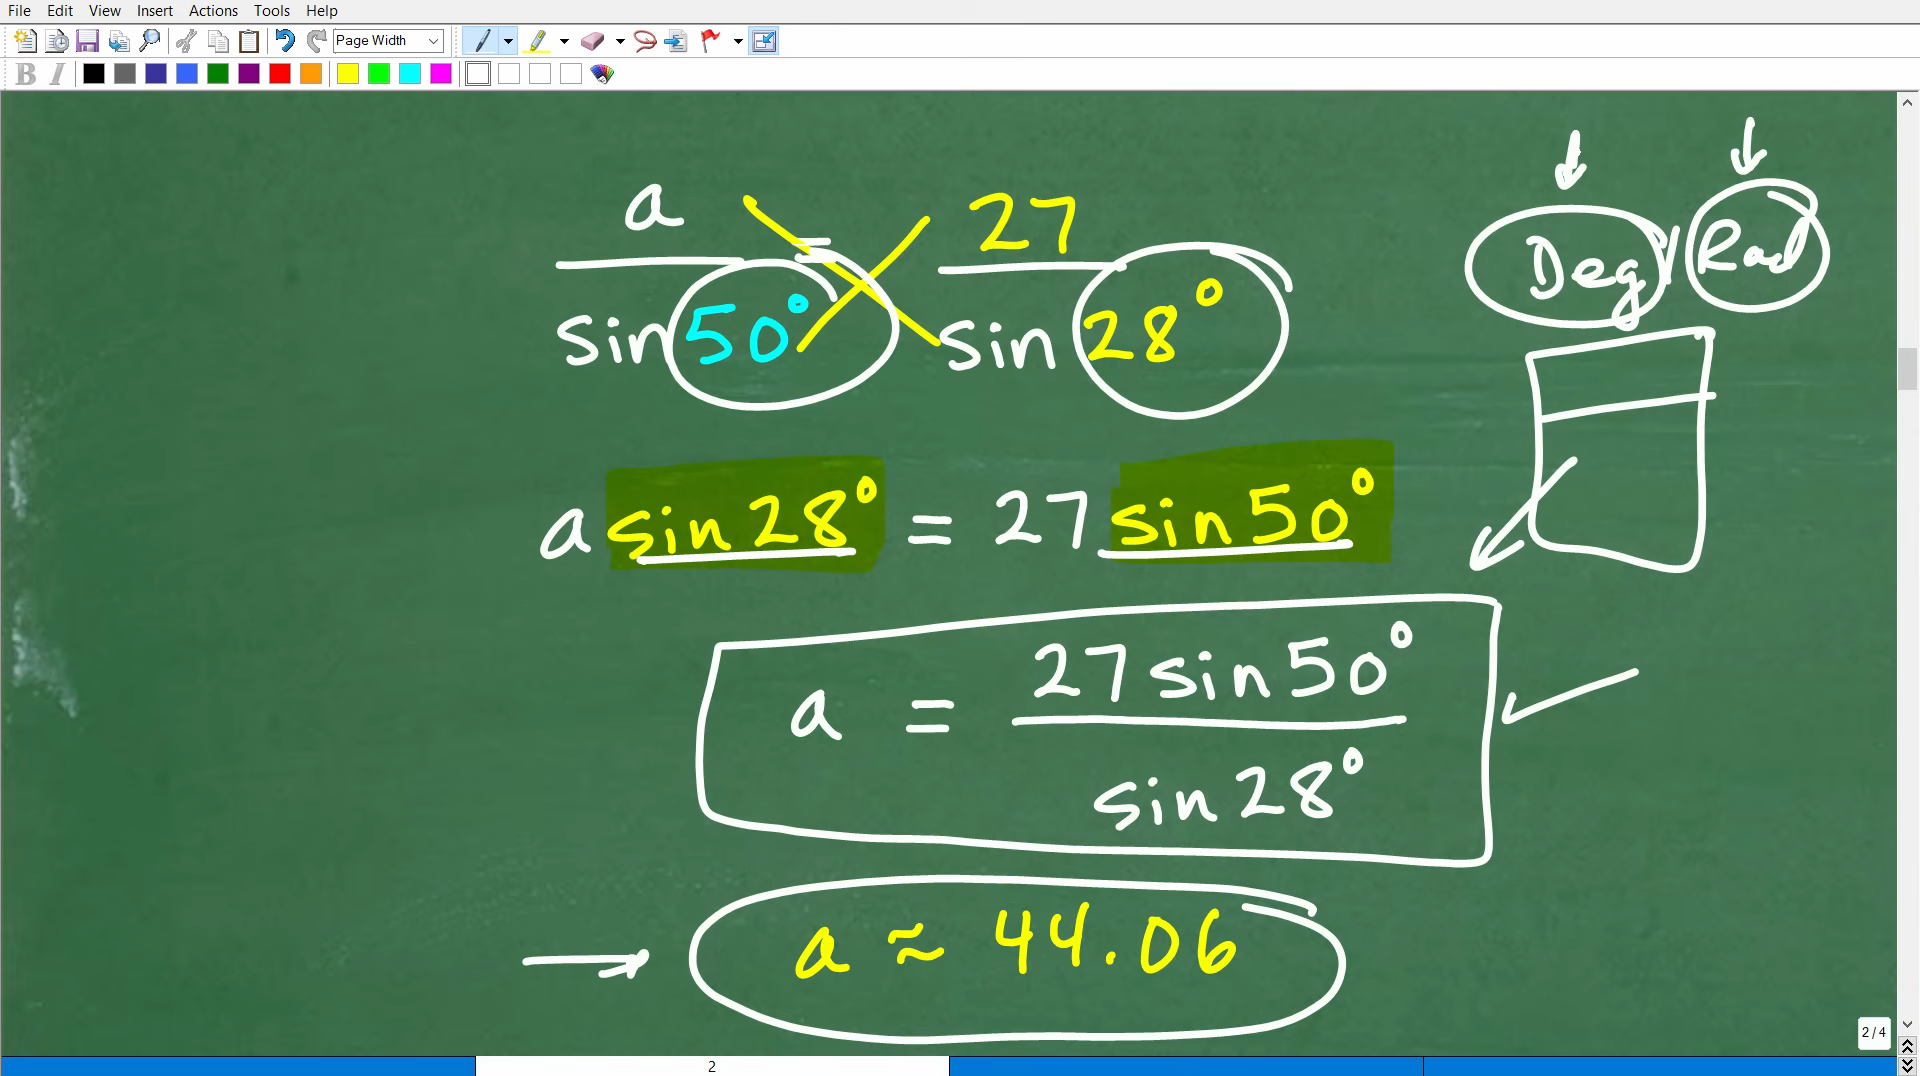 File Edit View Insert Actions Tools Help
Page Width
B I
a = 27
sin 50° sin 28°
Deg / Rad
a sin 28° = 27 sin 50°
a = 27 sin 50°
sin 28°
a ≈ 44.06
2 / 4
2